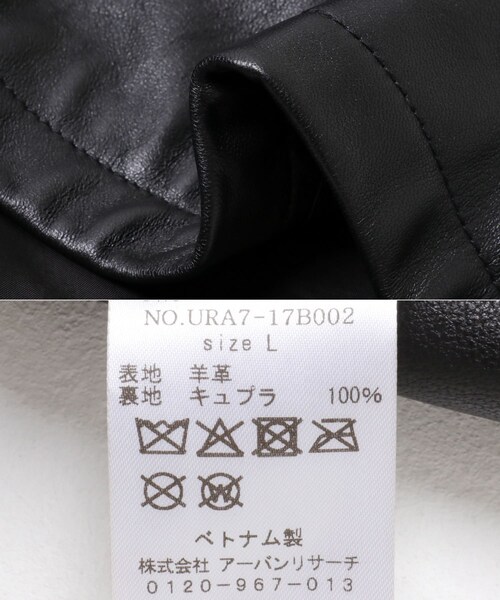 NO.URA7-17B002
size L
表地 羊革
裏地 キュプラ 100%
ベトナム製
株式会社 アーバンリサーチ
0120-967-013